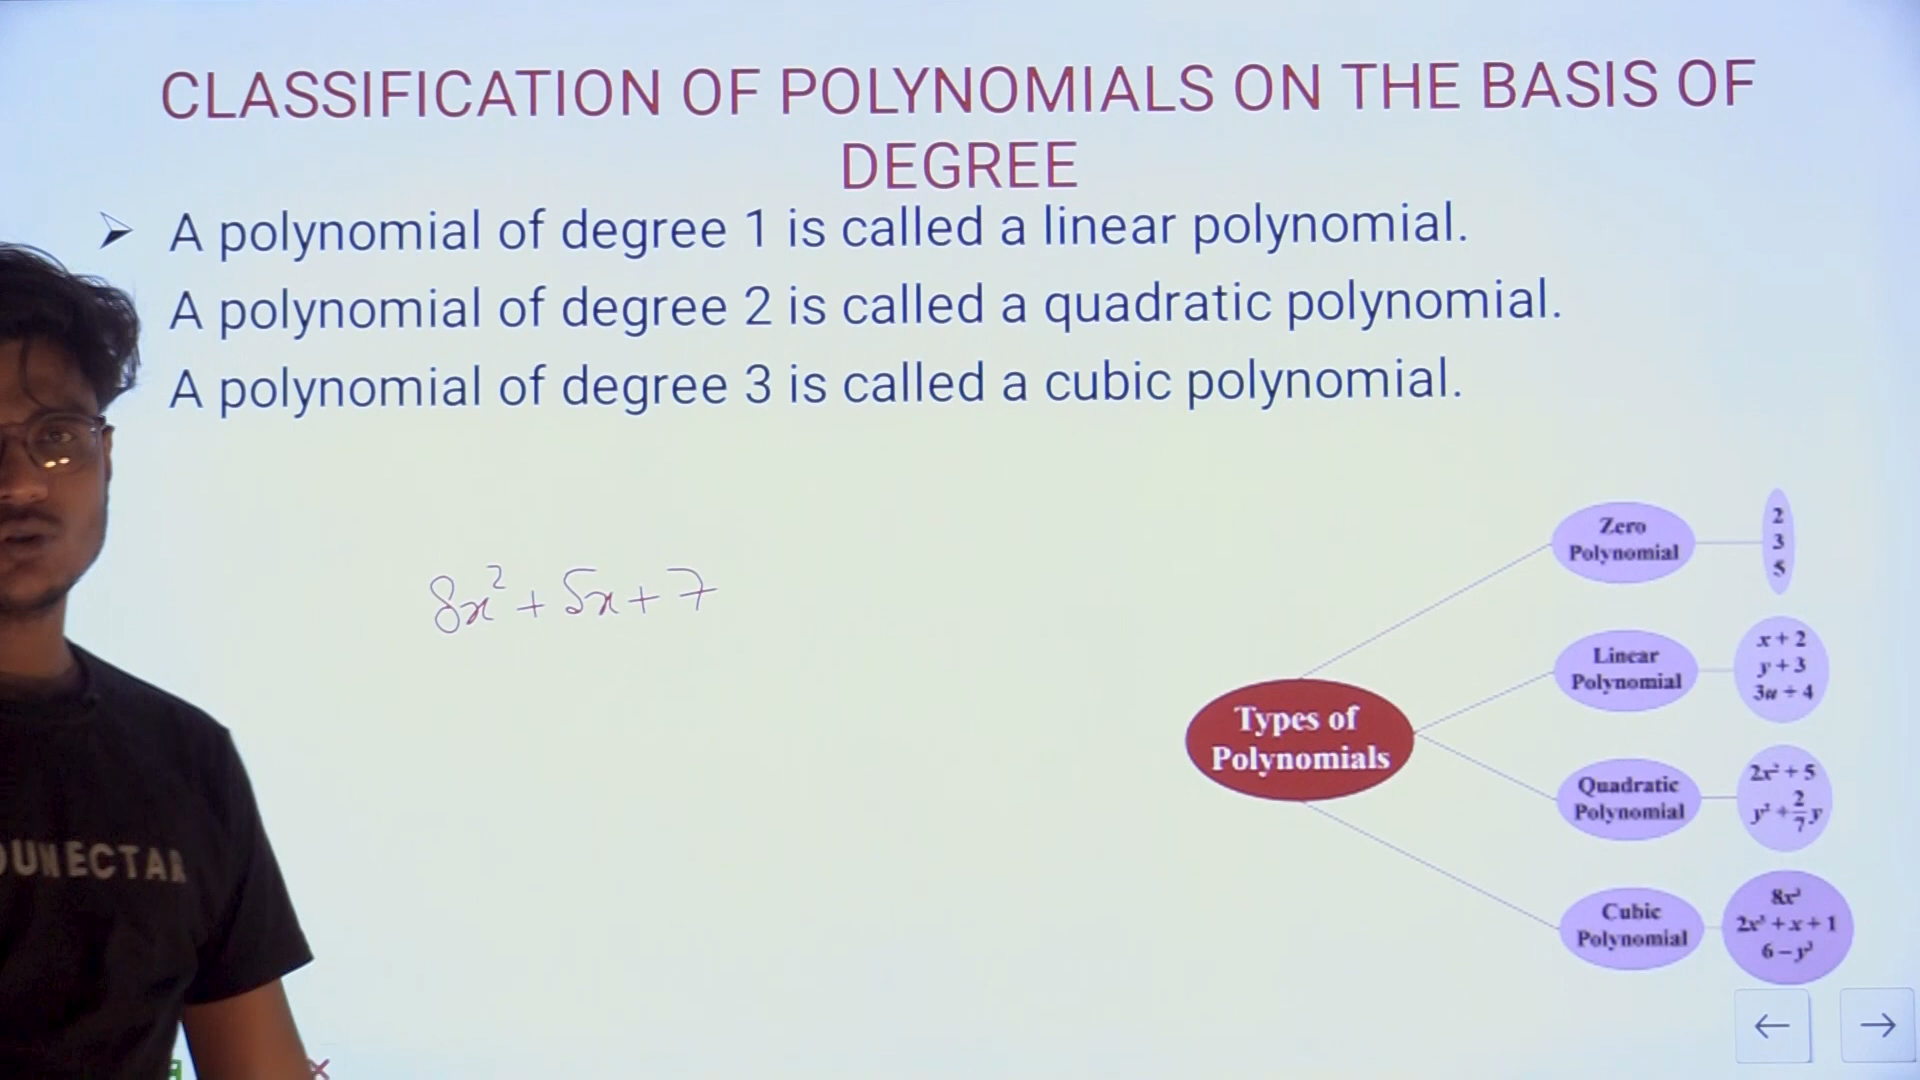 CLASSIFICATION OF POLYNOMIALS ON THE BASIS OF
DEGREE
➤ A polynomial of degree 1 is called a linear polynomial.
A polynomial of degree 2 is called a quadratic polynomial.
A polynomial of degree 3 is called a cubic polynomial.
8x² + 5x + 7
Types of
Polynomials
Zero
Polynomial
2
3
5
Linear
Polynomial
x + 2
y + 3
Quadratic
Polynomial
2x² + 5
y² + 2/7 y
Cubic
Polynomial
8x³
2x³ + x + 1
6 – y³
←
→